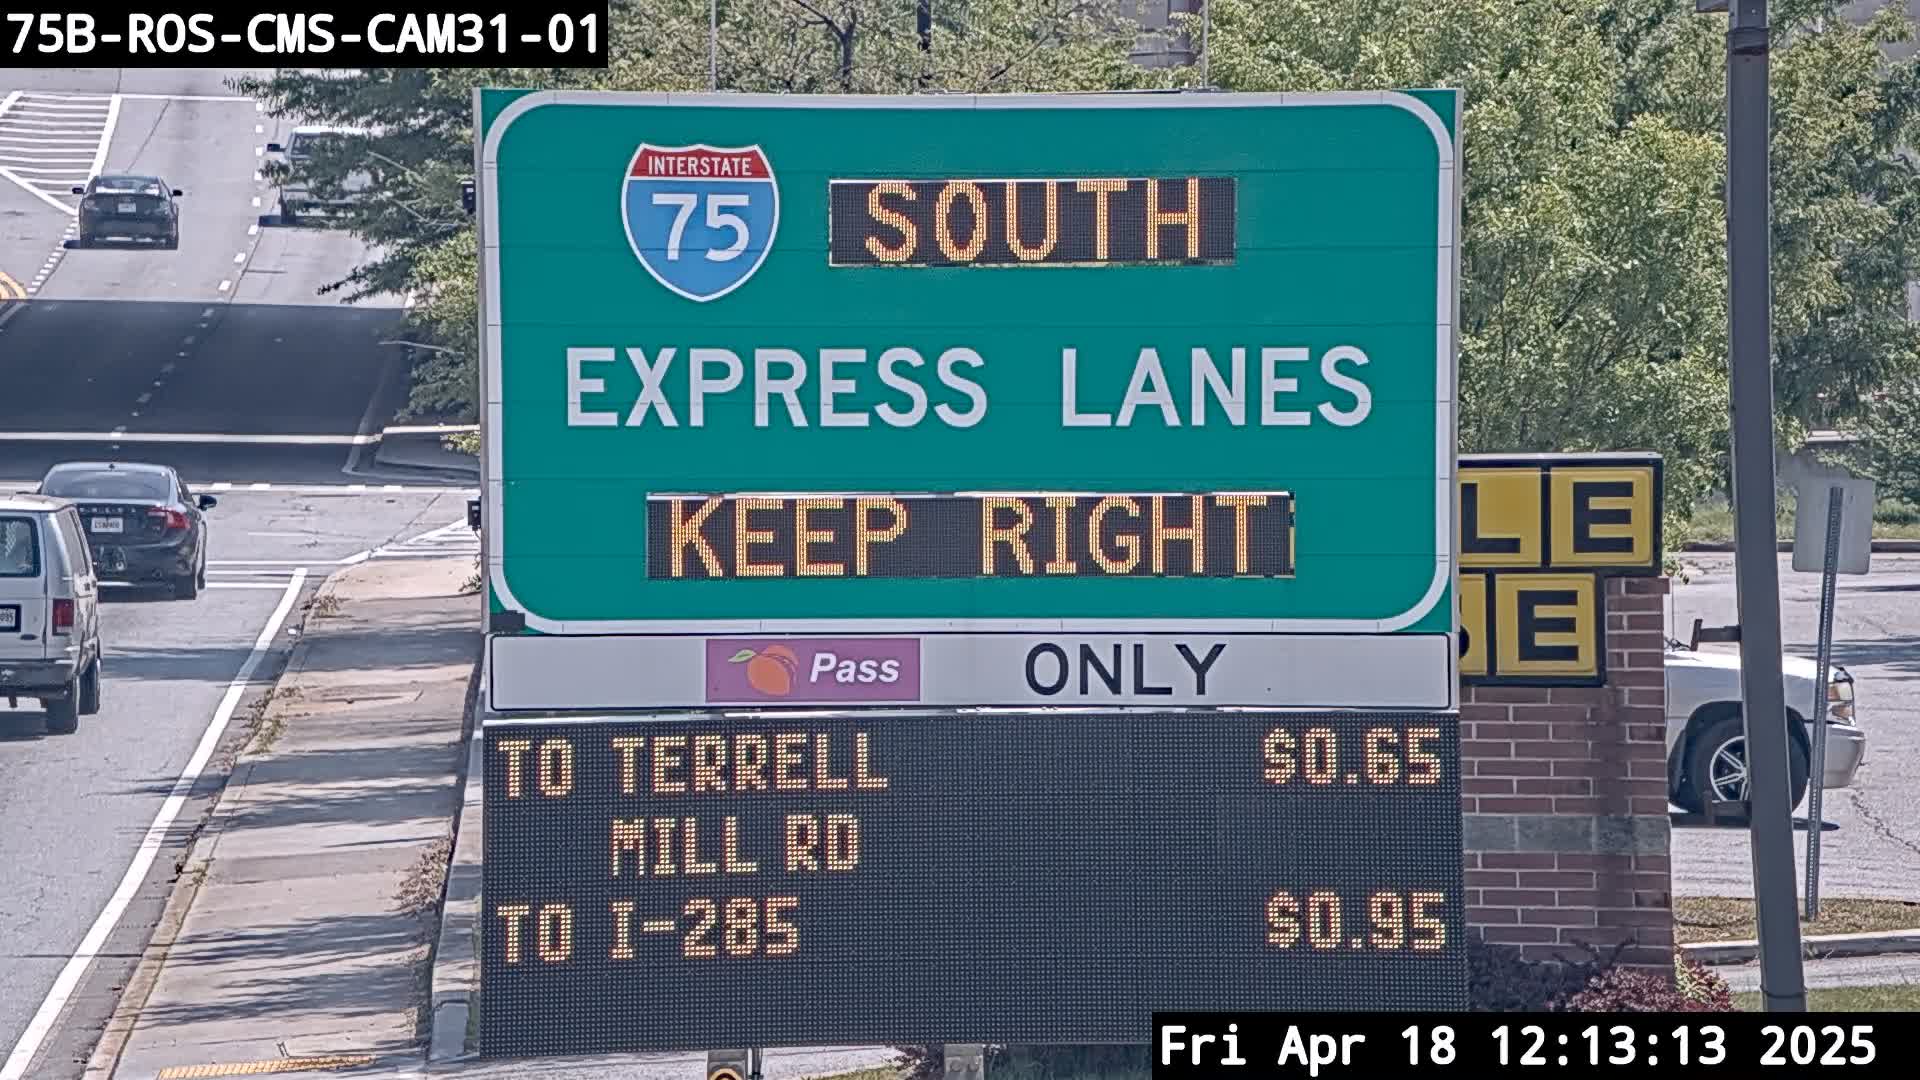 75B-ROS-CMS-CAM31-01
INTERSTATE
75
SOUTH
EXPRESS LANES
KEEP RIGHT
Pass ONLY
TO TERRELL $0.65
MILL RD
TO I-285 $0.95
LE
E
Fri Apr 18 12:13:13 2025